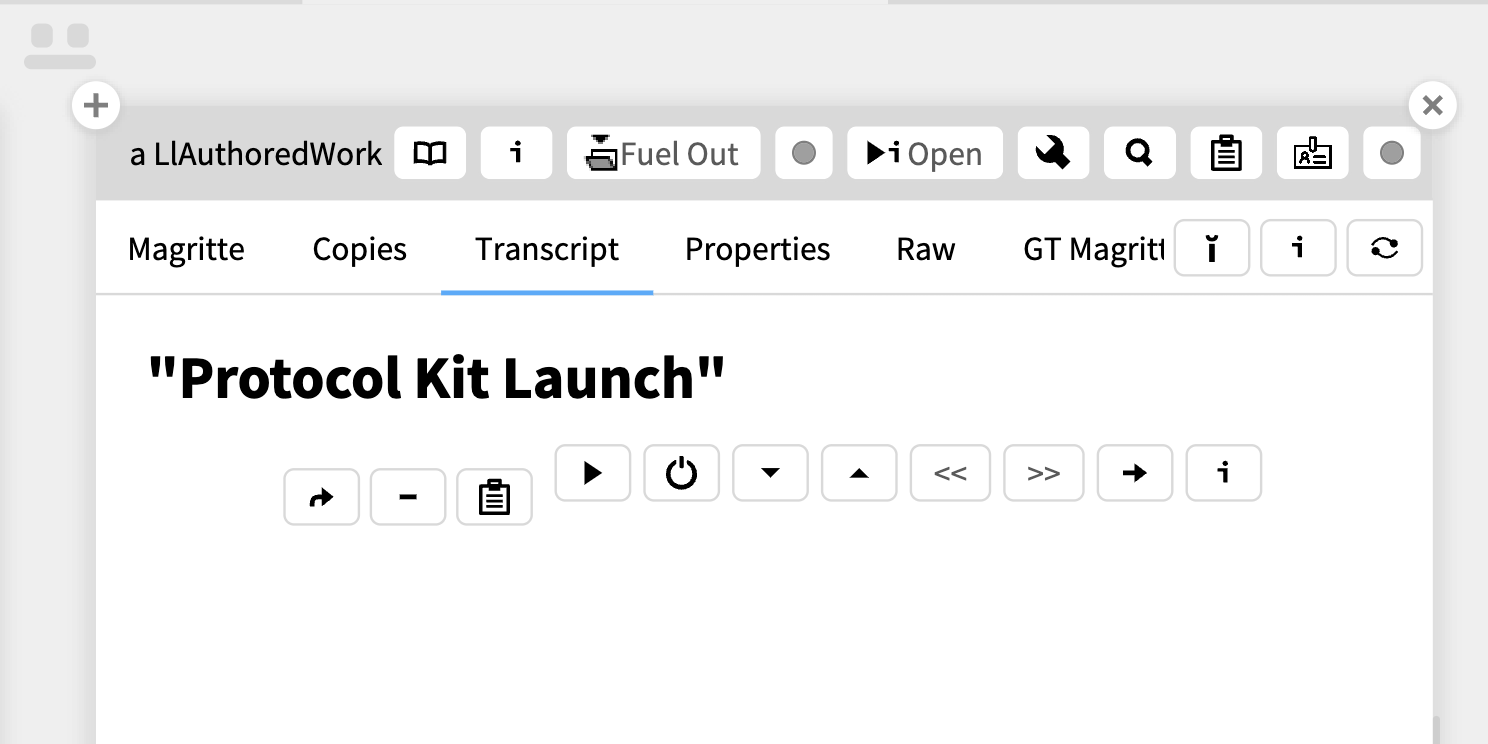 a LlAuthoredWork i Fuel Out i Open
Magritte Copies Transcript Properties Raw GT Magritt i
"Protocol Kit Launch"
<< >> i